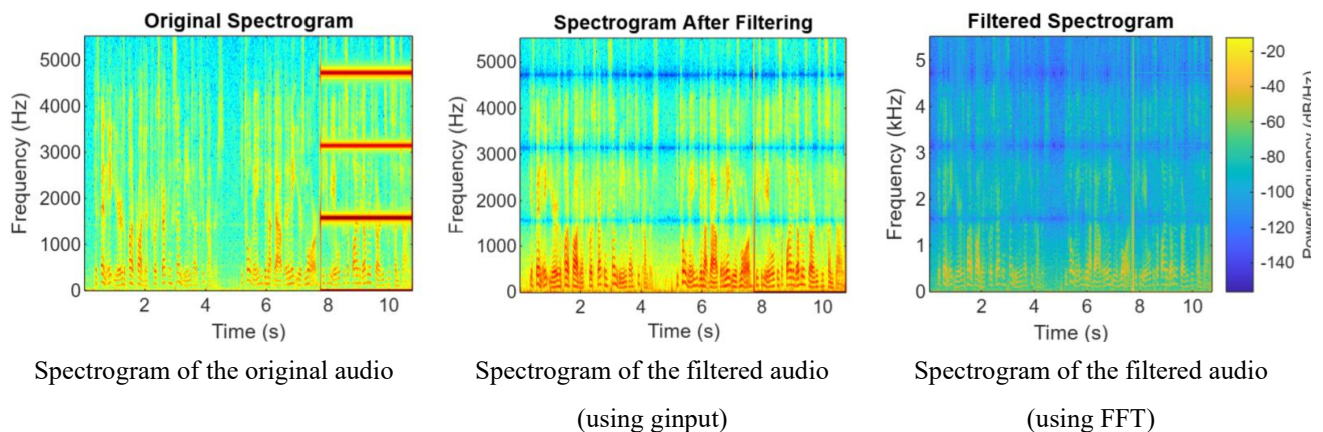 Original Spectrogram
Frequency (Hz)
5000
4000
3000
2000
1000
0
2 4 6 8 10
Time (s)
Spectrogram of the original audio
Spectrogram After Filtering
Frequency (Hz)
5000
4000
3000
2000
1000
0
2 4 6 8 10
Time (s)
Spectrogram of the filtered audio
(using ginput)
Filtered Spectrogram
Frequency (kHz)
5
4
3
2
1
0
2 4 6 8 10
Time (s)
-20
-40
-60
-80
-100
-120
-140
Power/frequency (dB/Hz)
Spectrogram of the filtered audio
(using FFT)